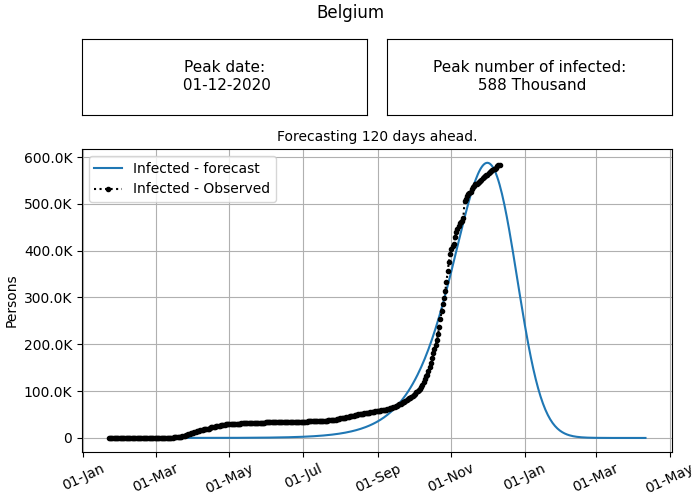 Belgium
Peak date:
01-12-2020
Peak number of infected:
588 Thousand
Forecasting 120 days ahead.
Infected - forecast
Infected - Observed
Persons
600.0K
500.0K
400.0K
300.0K
200.0K
100.0K
0
01-Jan
01-Mar
01-May
01-Jul
01-Sep
01-Nov
01-Jan
01-Mar
01-May